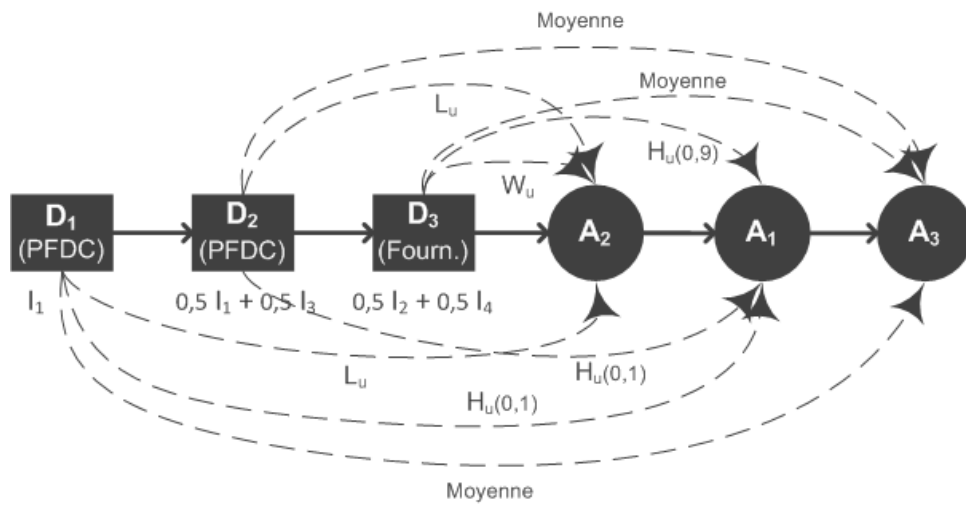 Moyenne
Moyenne
Lᵤ
Hᵤ(0,9)
Wᵤ
D₁
(PFDC)
D₂
(PFDC)
D₃
(Fourn.)
A₂
A₁
A₃
I₁
0,5 I₁ + 0,5 I₃
0,5 I₂ + 0,5 I₄
Lᵤ
Hᵤ(0,1)
Hᵤ(0,1)
Moyenne